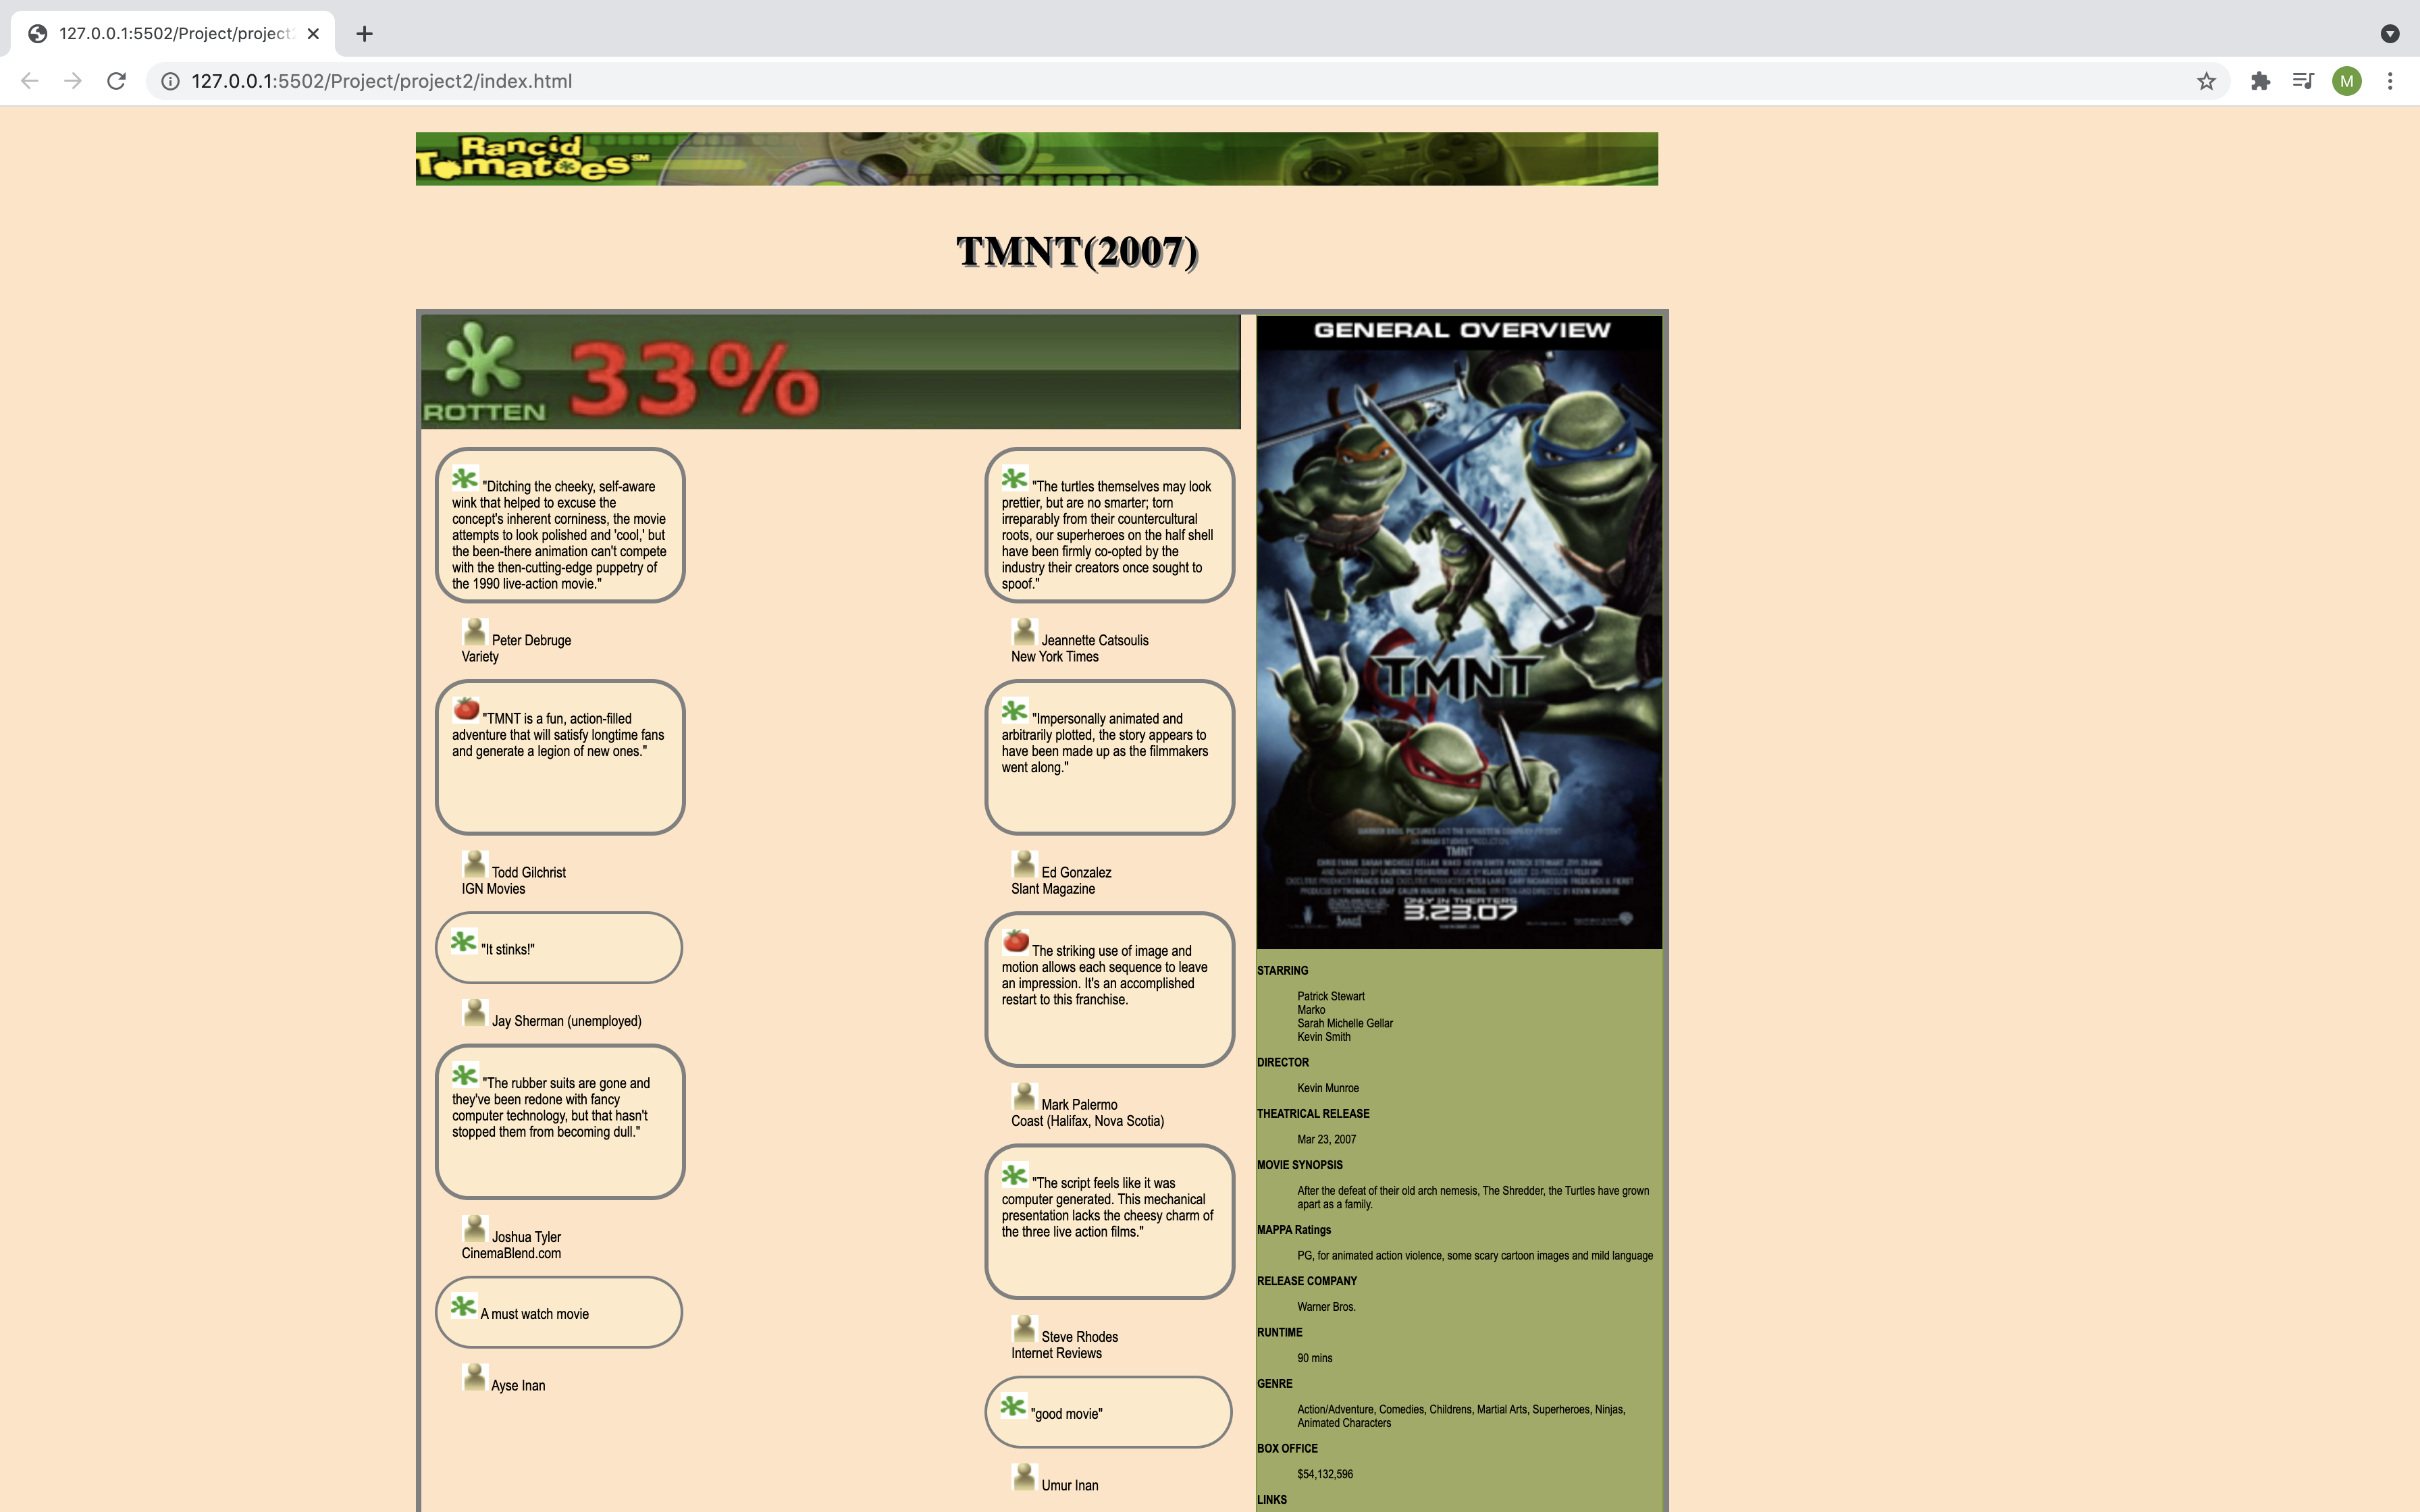 127.0.0.1:5502/Project/project2
127.0.0.1:5502/Project/project2/index.html
M
Rancid
Tomatoes SM
TMNT(2007)
ROTTEN
33%
"Ditching the cheeky, self-aware
wink that helped to excuse the
concept's inherent corniness, the movie
attempts to look polished and 'cool,' but
the been-there animation can't compete
with the then-cutting-edge puppetry of
the 1990 live-action movie."
Peter Debruge
Variety
"TMNT is a fun, action-filled
adventure that will satisfy longtime fans
and generate a legion of new ones."
Todd Gilchrist
IGN Movies
"It stinks!"
Jay Sherman (unemployed)
"The rubber suits are gone and
they've been redone with fancy
computer technology, but that hasn't
stopped them from becoming dull."
Joshua Tyler
CinemaBlend.com
A must watch movie
Ayse Inan
"The turtles themselves may look
prettier, but are no smarter; torn
irreparably from their countercultural
roots, our superheroes on the half shell
have been firmly co-opted by the
industry their creators once sought to
spoof."
Jeannette Catsoulis
New York Times
"Impersonally animated and
arbitrarily plotted, the story appears to
have been made up as the filmmakers
went along."
Ed Gonzalez
Slant Magazine
The striking use of image and
motion allows each sequence to leave
an impression. It's an accomplished
restart to this franchise.
Mark Palermo
Coast (Halifax, Nova Scotia)
"The script feels like it was
computer generated. This mechanical
presentation lacks the cheesy charm of
the three live action films."
Steve Rhodes
Internet Reviews
"good movie"
Umur Inan
GENERAL OVERVIEW
TMNT
TMNT
ONLY IN THEATERS
3.23.07
STARRING
Patrick Stewart
Marko
Sarah Michelle Gellar
Kevin Smith
DIRECTOR
Kevin Munroe
THEATRICAL RELEASE
Mar 23, 2007
MOVIE SYNOPSIS
After the defeat of their old arch nemesis, The Shredder, the Turtles have grown
apart as a family.
MAPPA Ratings
PG, for animated action violence, some scary cartoon images and mild language
RELEASE COMPANY
Warner Bros.
RUNTIME
90 mins
GENRE
Action/Adventure, Comedies, Childrens, Martial Arts, Superheroes, Ninjas,
Animated Characters
BOX OFFICE
$54,132,596
LINKS